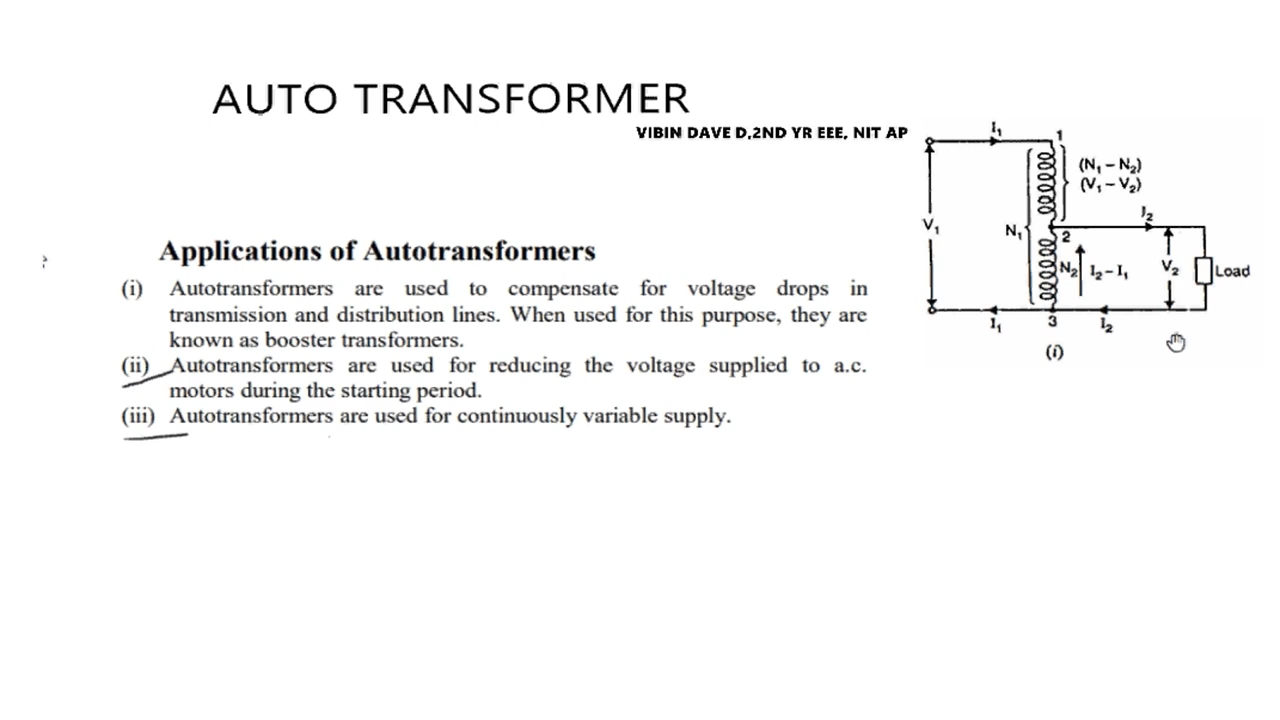 AUTO TRANSFORMER
VIBIN DAVE D,2ND YR EEE, NIT AP
Applications of Autotransformers
(i) Autotransformers are used to compensate for voltage drops in
transmission and distribution lines. When used for this purpose, they are
known as booster transformers.
(ii) Autotransformers are used for reducing the voltage supplied to a.c.
motors during the starting period.
(iii) Autotransformers are used for continuously variable supply.
I₁
1
(N₁ – N₂)
(V₁ – V₂)
I₂
V₁
N₁
2
N₂
I₂ – I₁
V₂
Load
I₁
3
I₂
(i)